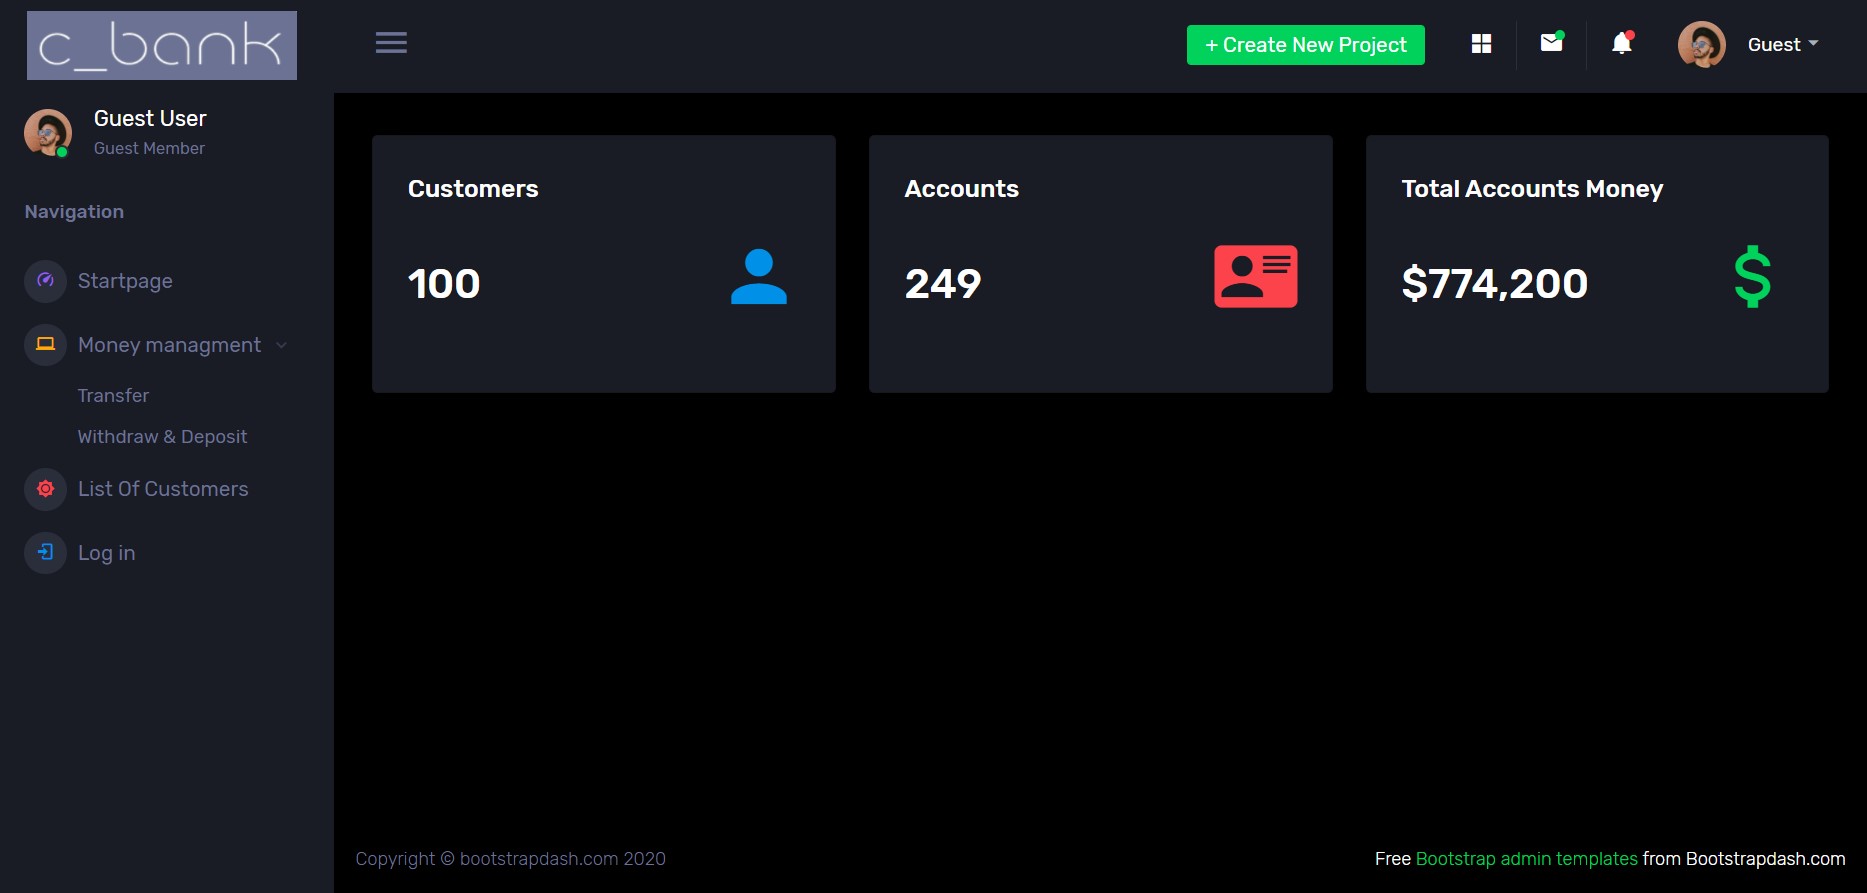 c_bank
+ Create New Project
Guest
Guest User
Guest Member
Navigation
Startpage
Money managment
Transfer
Withdraw & Deposit
List Of Customers
Log in
Customers
100
Accounts
249
Total Accounts Money
$774,200
Copyright © bootstrapdash.com 2020
Free Bootstrap admin templates from Bootstrapdash.com